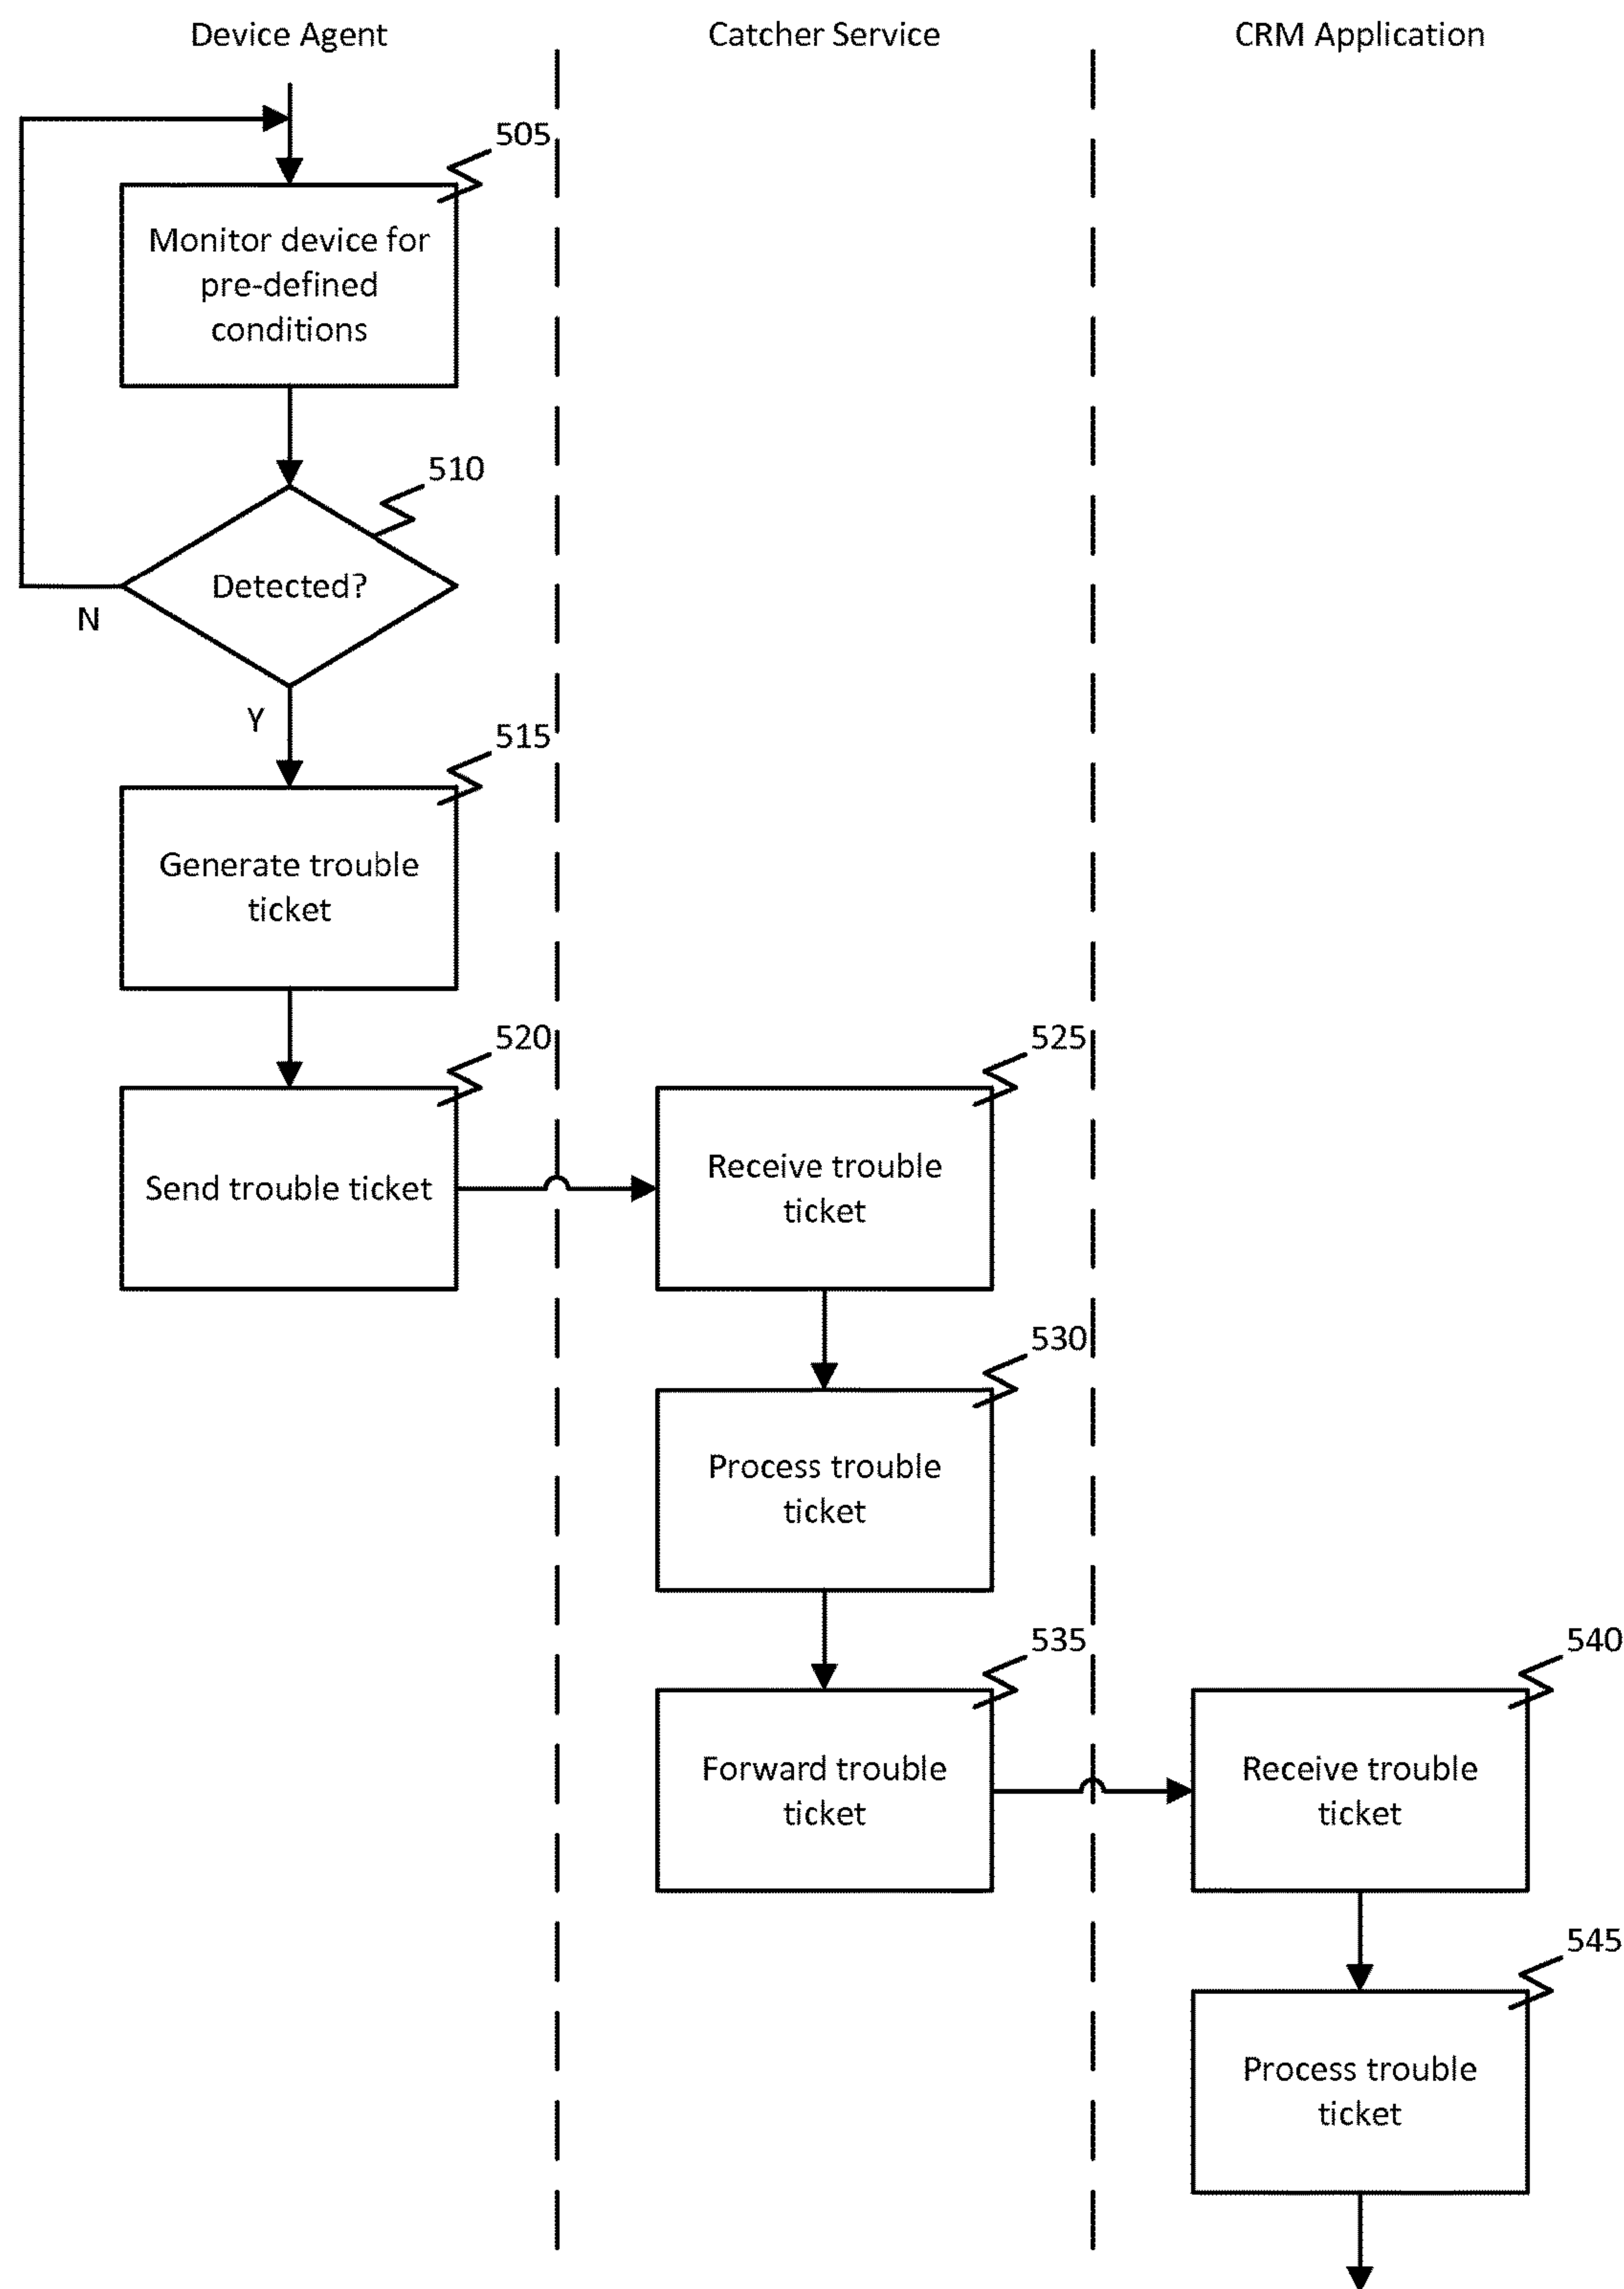 Device Agent
Catcher Service
CRM Application
505
Monitor device for
pre-defined
conditions
510
Detected?
N
Y
515
Generate trouble
ticket
520
Send trouble ticket
525
Receive trouble
ticket
530
Process trouble
ticket
535
Forward trouble
ticket
540
Receive trouble
ticket
545
Process trouble
ticket